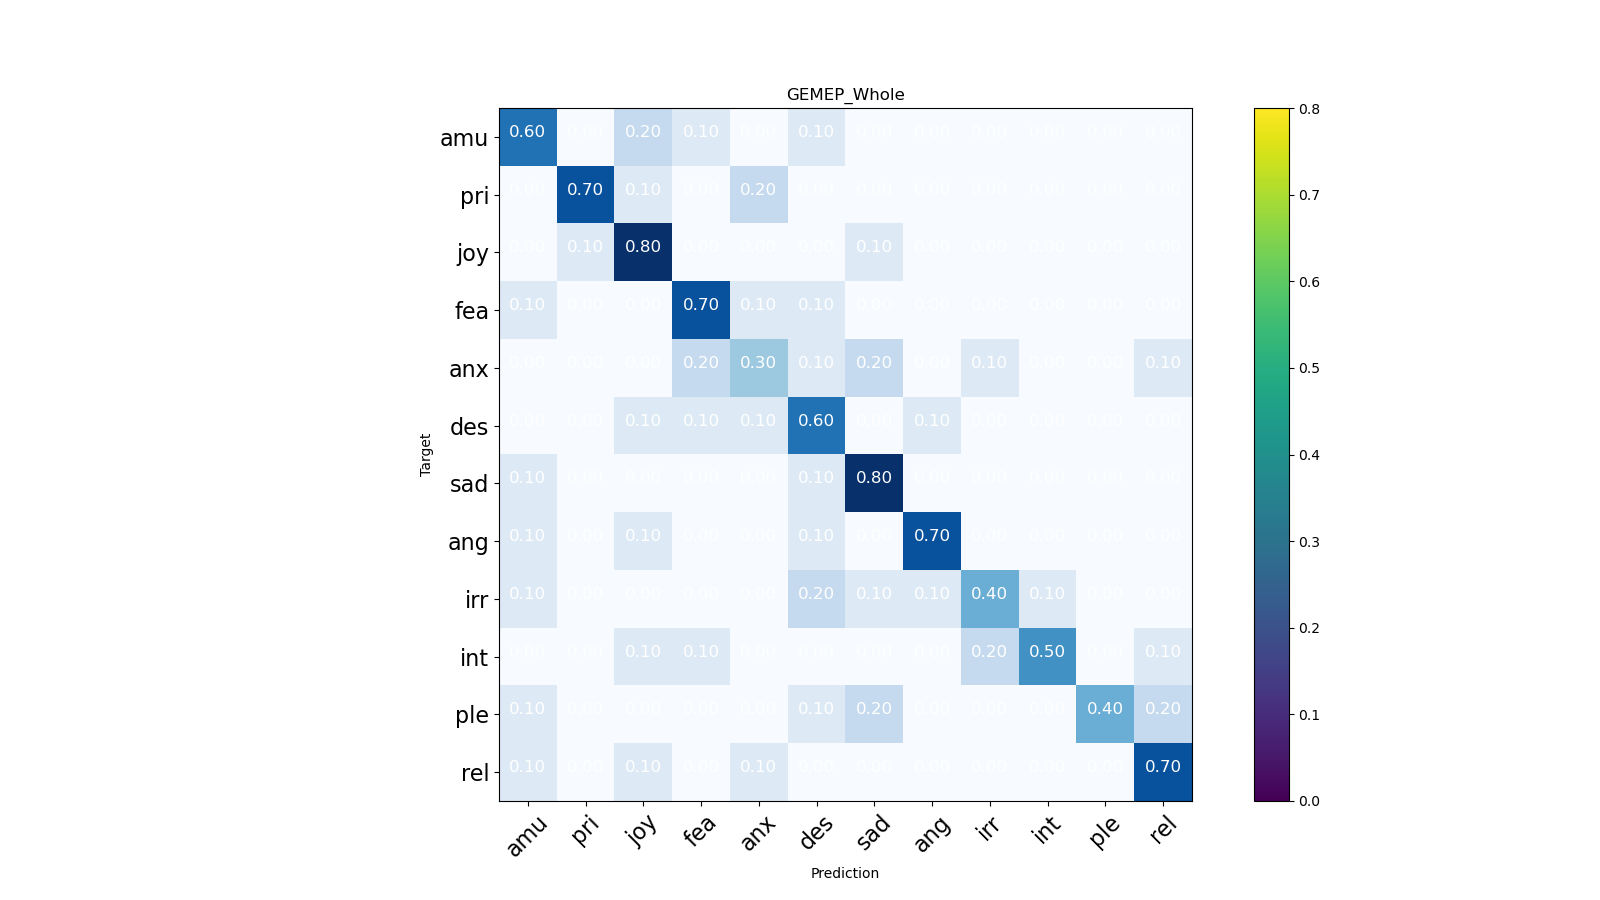 GEMEP_Whole
amu 0.60 0.00 0.20 0.10 0.00 0.10 0.00 0.00 0.00 0.00 0.00 0.00
pri 0.00 0.70 0.10 0.00 0.20 0.00 0.00 0.00 0.00 0.00 0.00 0.00
joy 0.00 0.10 0.80 0.00 0.00 0.00 0.10 0.00 0.00 0.00 0.00 0.00
fea 0.10 0.00 0.00 0.70 0.10 0.10 0.00 0.00 0.00 0.00 0.00 0.00
anx 0.00 0.00 0.00 0.20 0.30 0.10 0.20 0.00 0.10 0.00 0.00 0.10
des 0.00 0.00 0.10 0.10 0.10 0.60 0.00 0.10 0.00 0.00 0.00 0.00
sad 0.10 0.00 0.00 0.00 0.00 0.10 0.80 0.00 0.00 0.00 0.00 0.00
ang 0.10 0.00 0.10 0.00 0.00 0.10 0.00 0.70 0.00 0.00 0.00 0.00
irr 0.10 0.00 0.00 0.00 0.00 0.20 0.10 0.10 0.40 0.10 0.00 0.00
int 0.00 0.00 0.10 0.10 0.00 0.00 0.00 0.00 0.20 0.50 0.00 0.10
ple 0.10 0.00 0.00 0.00 0.00 0.10 0.20 0.00 0.00 0.00 0.40 0.20
rel 0.10 0.00 0.10 0.00 0.10 0.00 0.00 0.00 0.00 0.00 0.00 0.70
amu pri joy fea anx des sad ang irr int ple rel
Prediction
Target
0.8
0.7
0.6
0.5
0.4
0.3
0.2
0.1
0.0